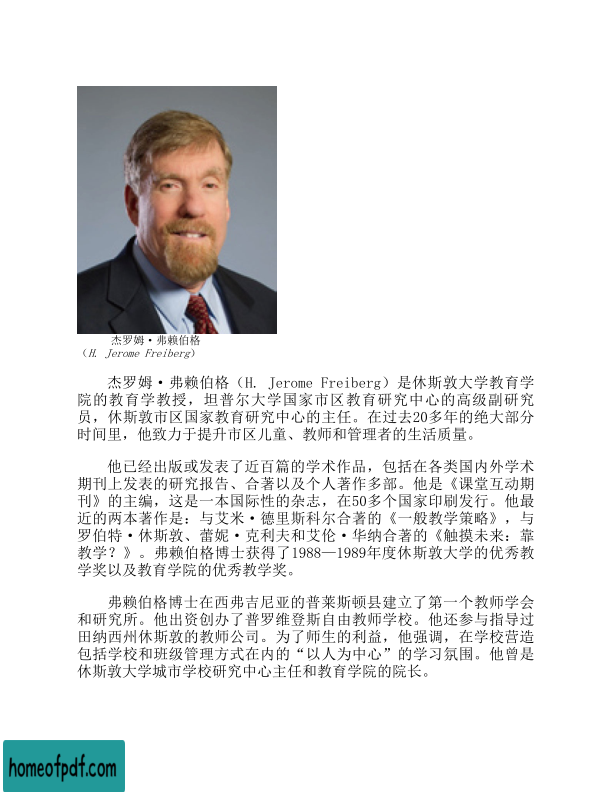 杰罗姆·弗赖伯格
（H. Jerome Freiberg）
杰罗姆·弗赖伯格（H. Jerome Freiberg）是休斯敦大学教育学
院的教育学教授，坦普尔大学国家市区教育研究中心的高级副研究
员，休斯敦市区国家教育研究中心的主任。在过去20多年的绝大部分
时间里，他致力于提升市区儿童、教师和管理者的生活质量。
他已经出版或发表了近百篇的学术作品，包括在各类国内外学术
期刊上发表的研究报告、合著以及个人著作多部。他是《课堂互动期
刊》的主编，这是一本国际性的杂志，在50多个国家印刷发行。他最
近的两本著作是：与艾米·德里斯科尔合著的《一般教学策略》，与
罗伯特·休斯敦、蕾妮·克利夫和艾伦·华纳合著的《触摸未来：靠
教学？》。弗赖伯格博士获得了1988—1989年度休斯敦大学的优秀教
学奖以及教育学院的优秀教学奖。
弗赖伯格博士在西弗吉尼亚的普莱斯顿县建立了第一个教师学会
和研究所。他出资创办了普罗维登斯自由教师学校。他还参与指导过
田纳西州休斯敦的教师公司。为了师生的利益，他强调，在学校营造
包括学校和班级管理方式在内的“以人为中心”的学习氛围。他曾是
休斯敦大学城市学校研究中心主任和教育学院的院长。
homeofpdf.com